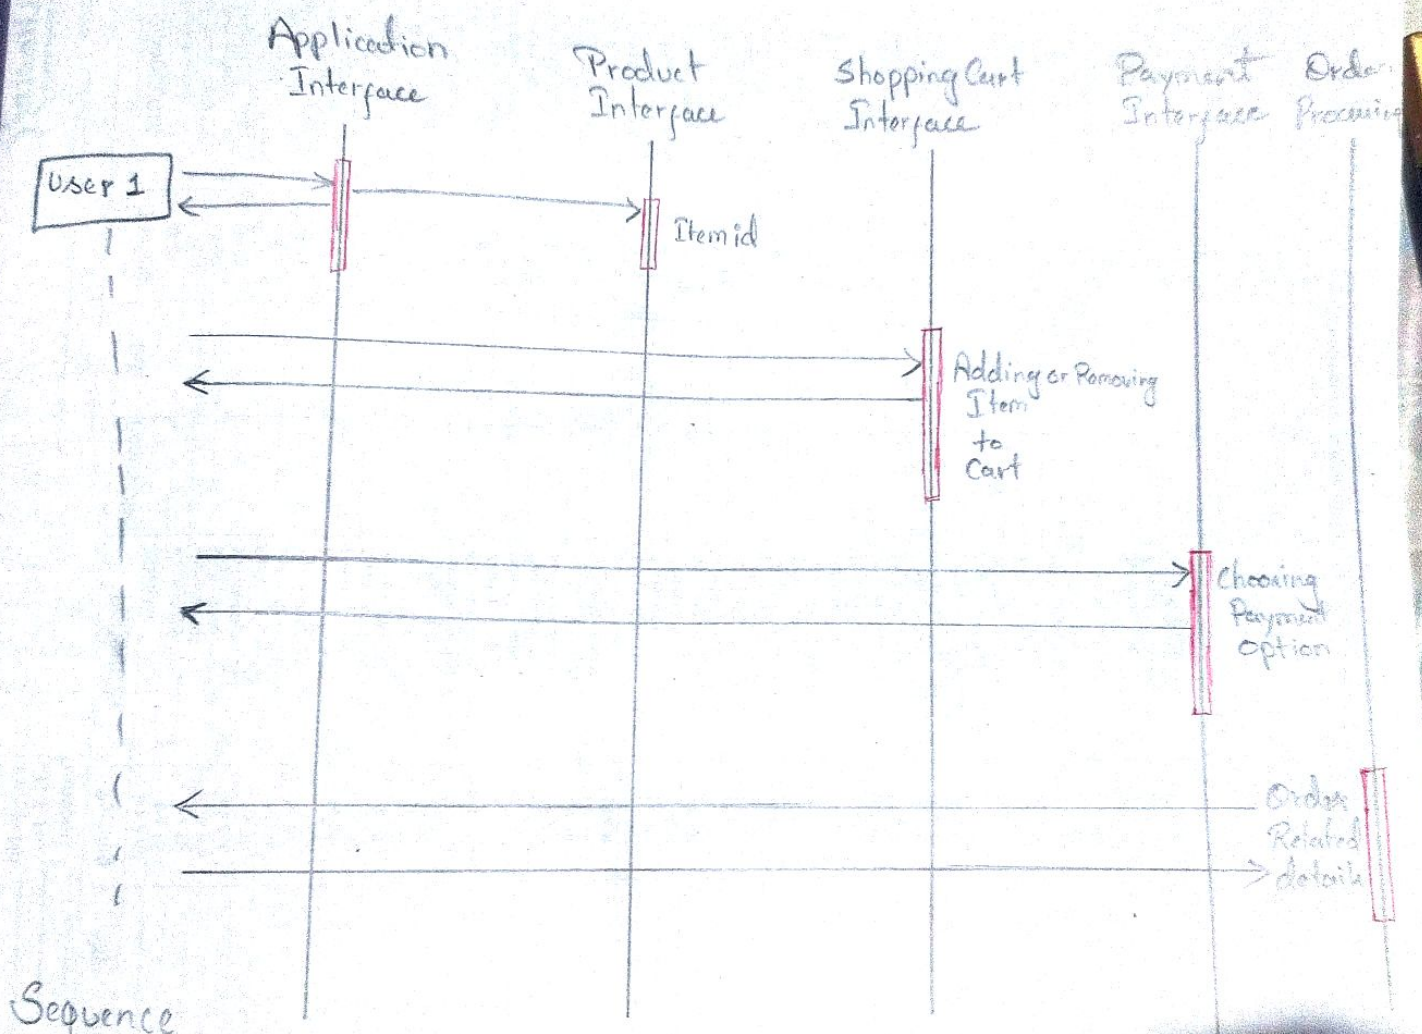 Application
Interface
Product
Interface
Shopping Cart
Interface
Payment
Interface
Order
User 1
Item id
Adding or Removing
Item
to
Cart
Choosing
Payment
option
Order
Related
details
Sequence